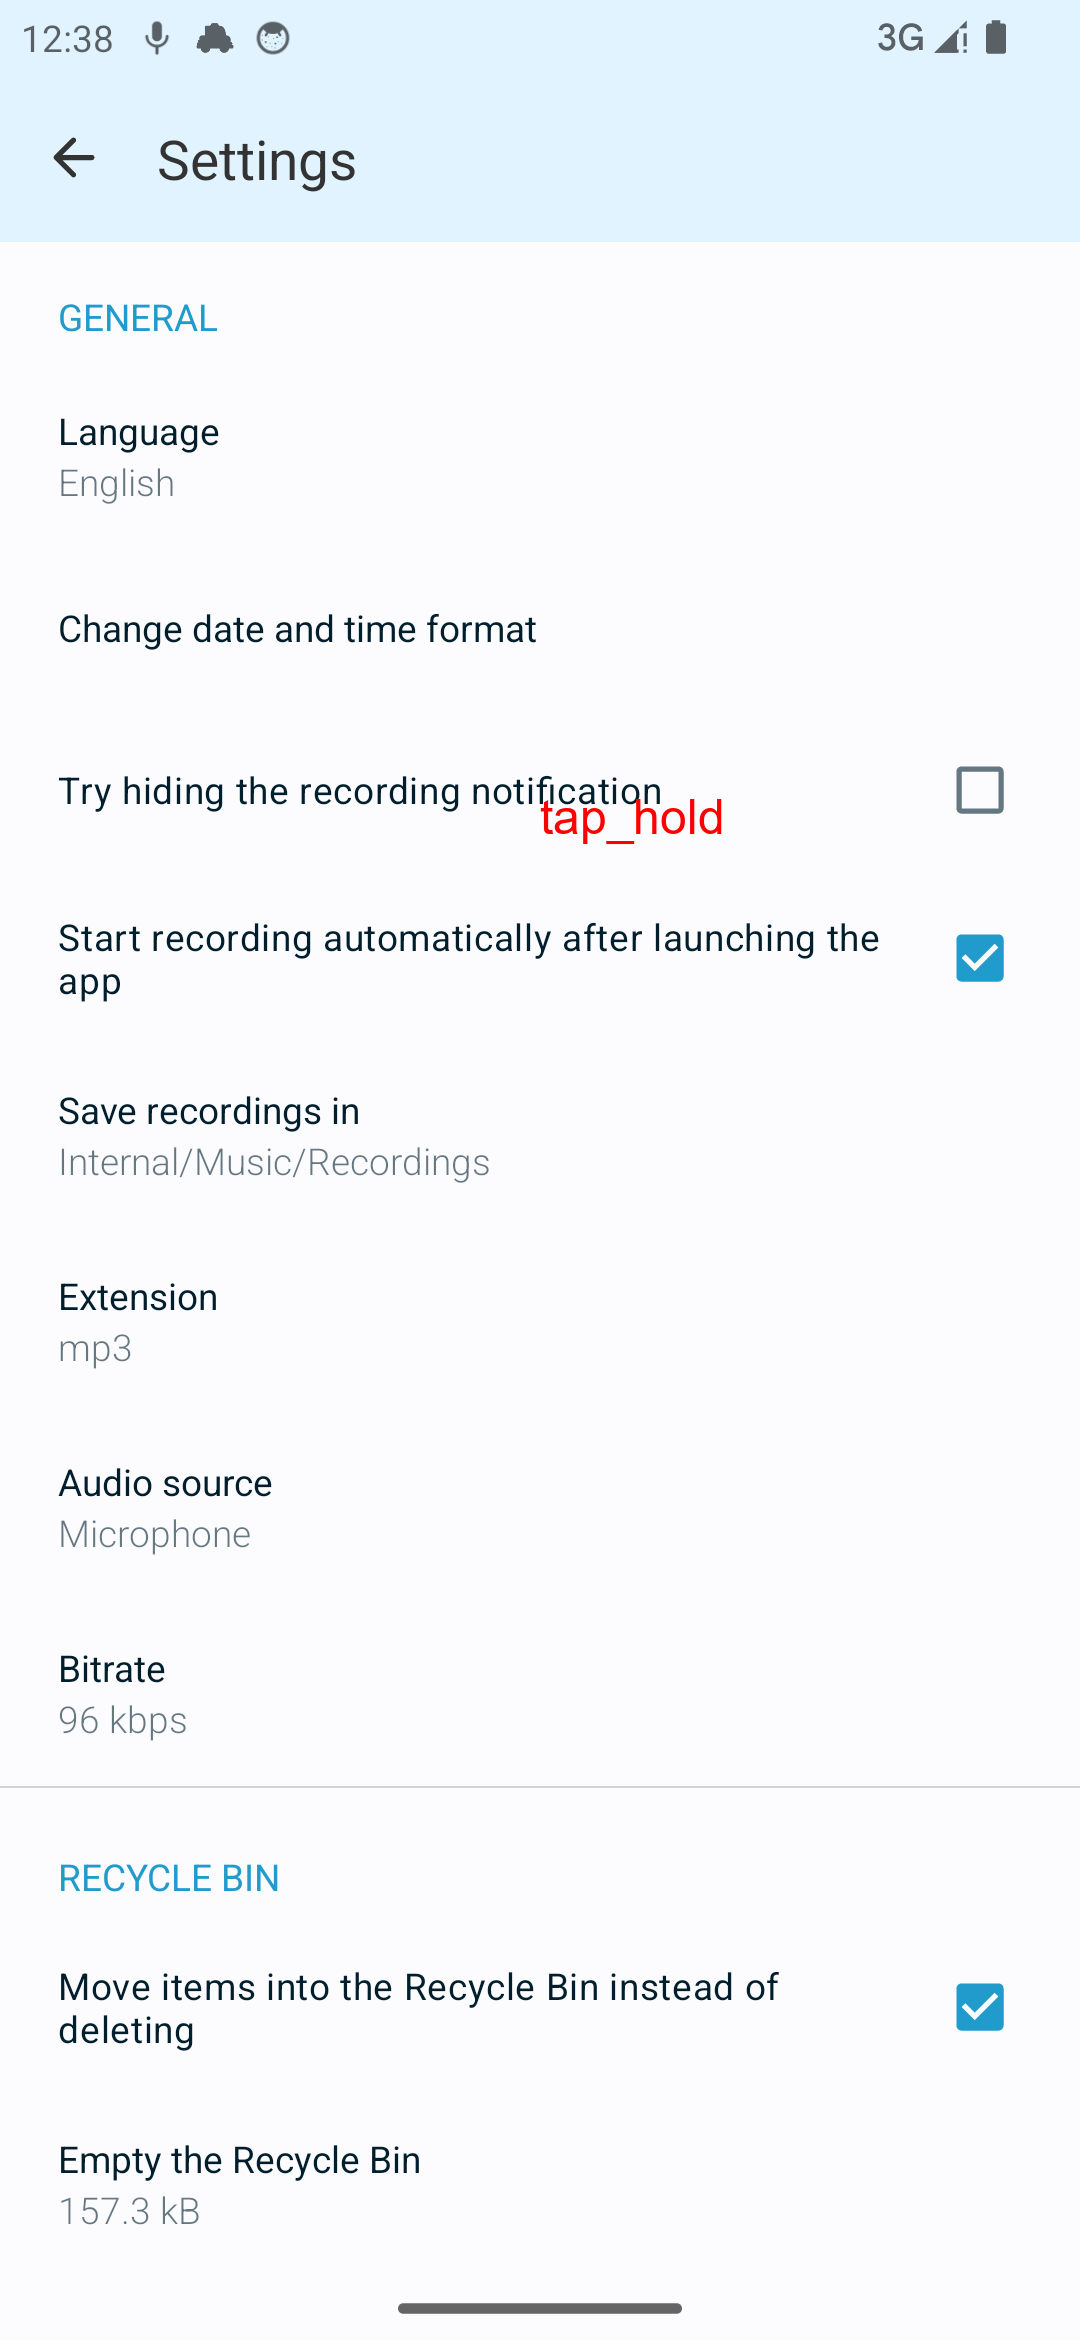 12:38
3G
Settings
GENERAL
Language
English
Change date and time format
Try hiding the recording notification
tap_hold
Start recording automatically after launching the
app
Save recordings in
Internal/Music/Recordings
Extension
mp3
Audio source
Microphone
Bitrate
96 kbps
RECYCLE BIN
Move items into the Recycle Bin instead of
deleting
Empty the Recycle Bin
157.3 kB